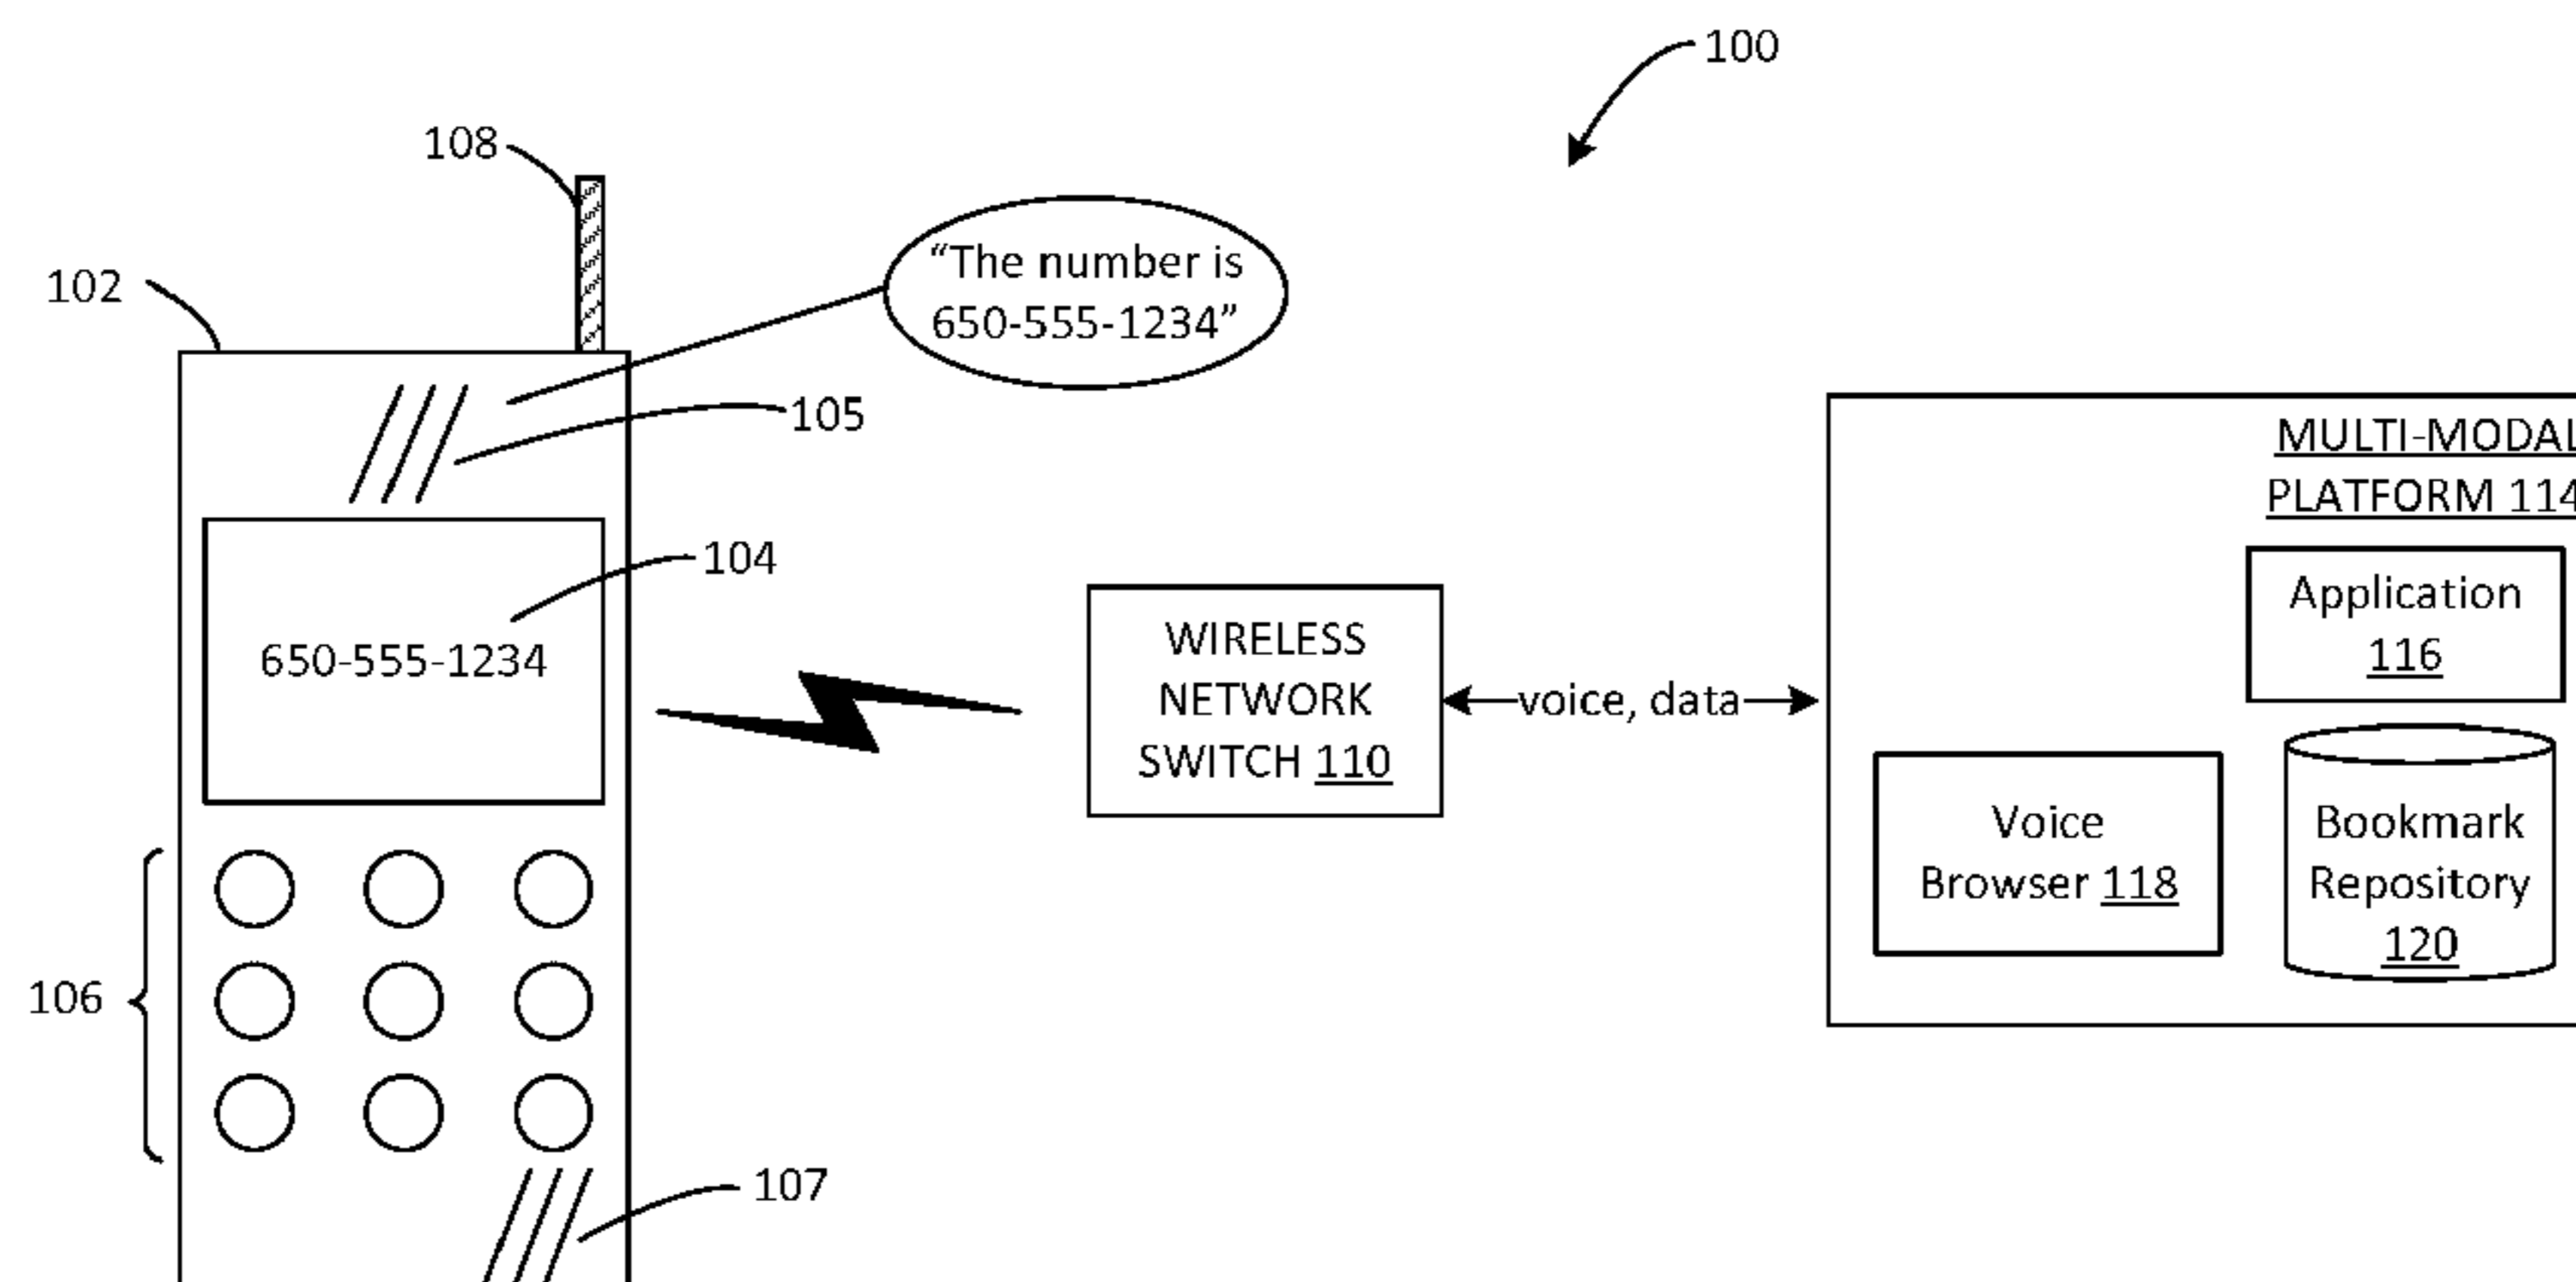 100
108
102
“The number is
650-555-1234”
105
104
650-555-1234
WIRELESS
NETWORK
SWITCH 110
voice, data
MULTI-MODAL
PLATFORM 114
Application
116
Voice
Browser 118
Bookmark
Repository
120
106
107